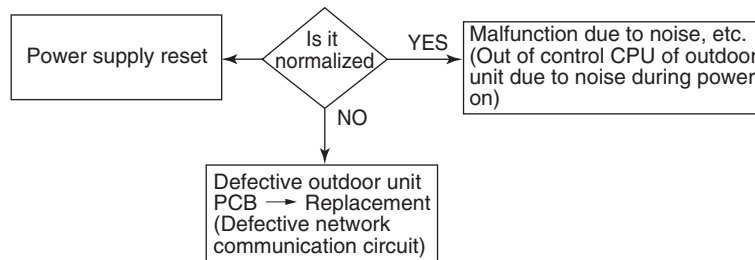 Power supply reset
Is it
normalized
YES
Malfunction due to noise, etc.
(Out of control CPU of outdoor
unit due to noise during power
on)
NO
Defective outdoor unit
PCB → Replacement
(Defective network
communication circuit)